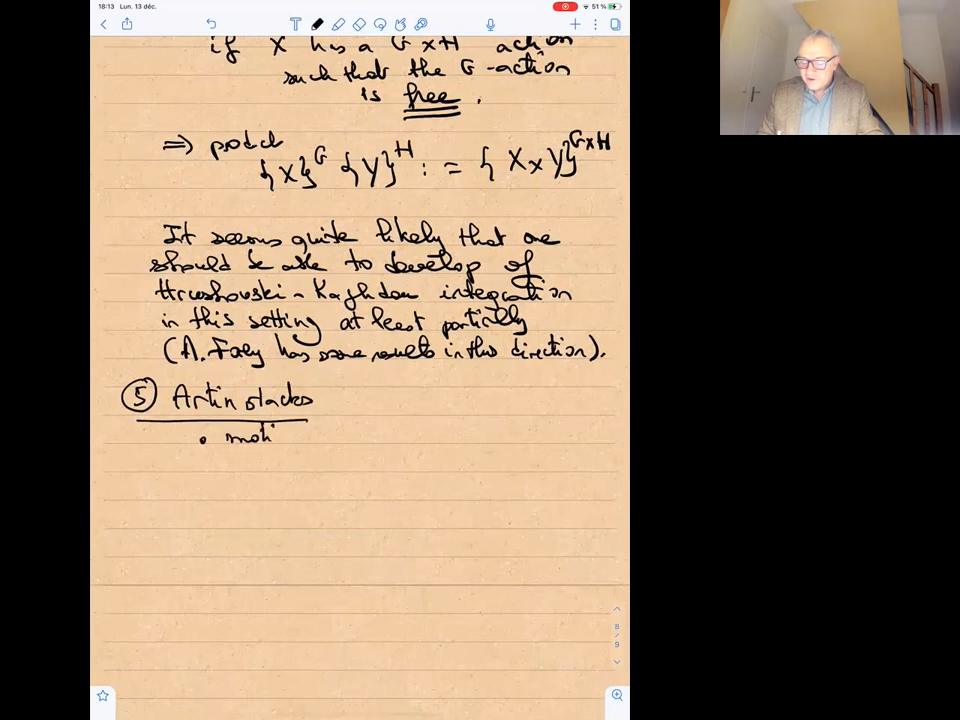 18:13 Lun. 13 déc.
51 %
if X has a G x H action
such that the G-action
is free.
⇒ product
{X}^G {Y}^H := {X x Y}^{G x H}
It seems quite likely that one
should be able to develop of
Hrushovski - Kazhdan integration
in this setting at least partially
(A. Forey has some results in this direction).
5 Artin stacks
• moti
8
/
9